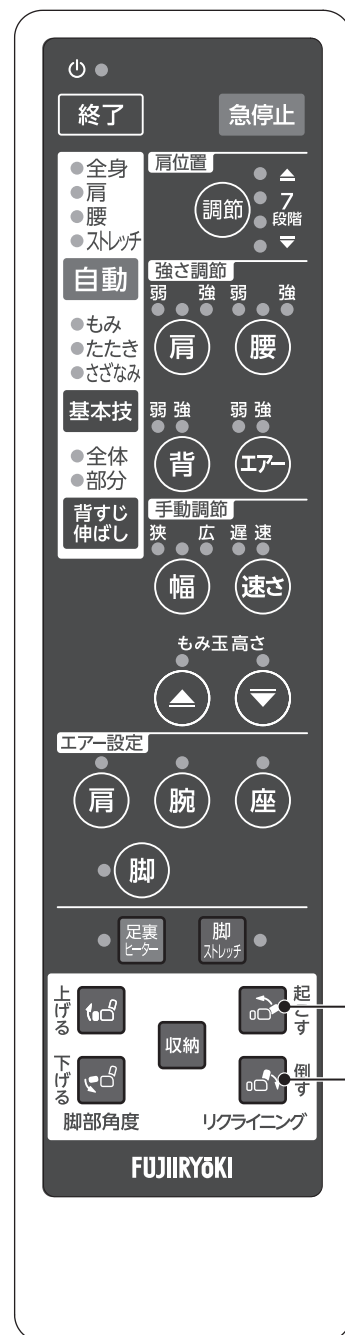 終了
急停止
全身
肩
腰
ストレッチ
自動
もみ
たたき
さざなみ
基本技
全体
部分
背すじ
伸ばし
肩位置
調節
7
段階
強さ調節
弱 強 弱 強
肩 腰
弱 強 弱 強
背 エアー
手動調節
狭 広 遅 速
幅 速さ
もみ玉高さ
エアー設定
肩 腕 座
脚
足裏
ヒーター
脚
ストレッチ
上げる
下げる
脚部角度
収納
起こす
倒す
リクライニング
FUJIIRYōKI